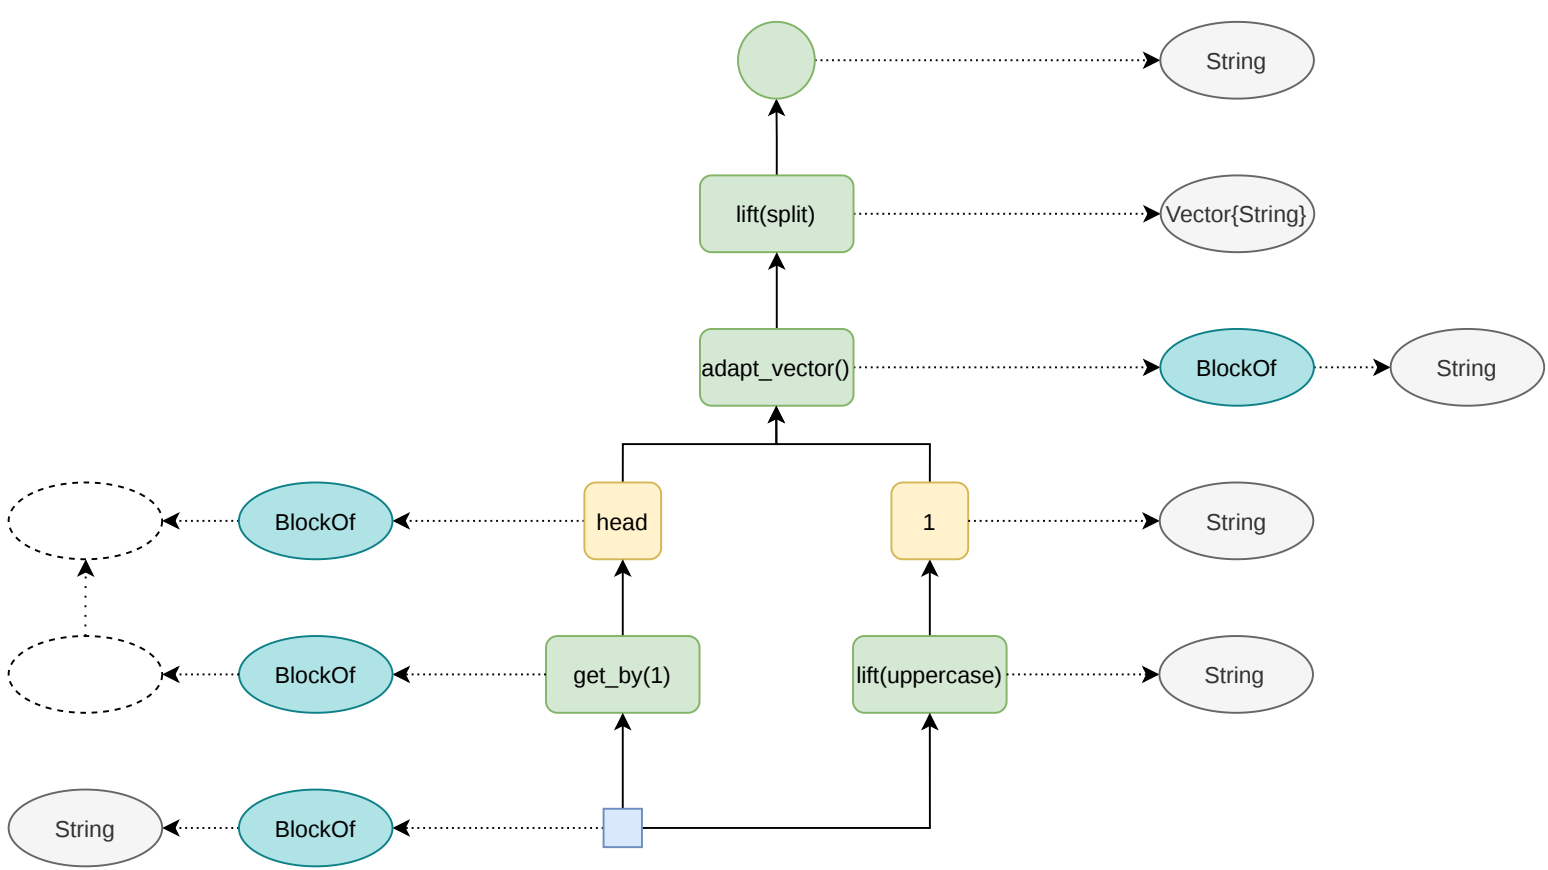 String
lift(split)
Vector{String}
adapt_vector()
BlockOf
String
BlockOf
head
1
String
BlockOf
get_by(1)
lift(uppercase)
String
String
BlockOf